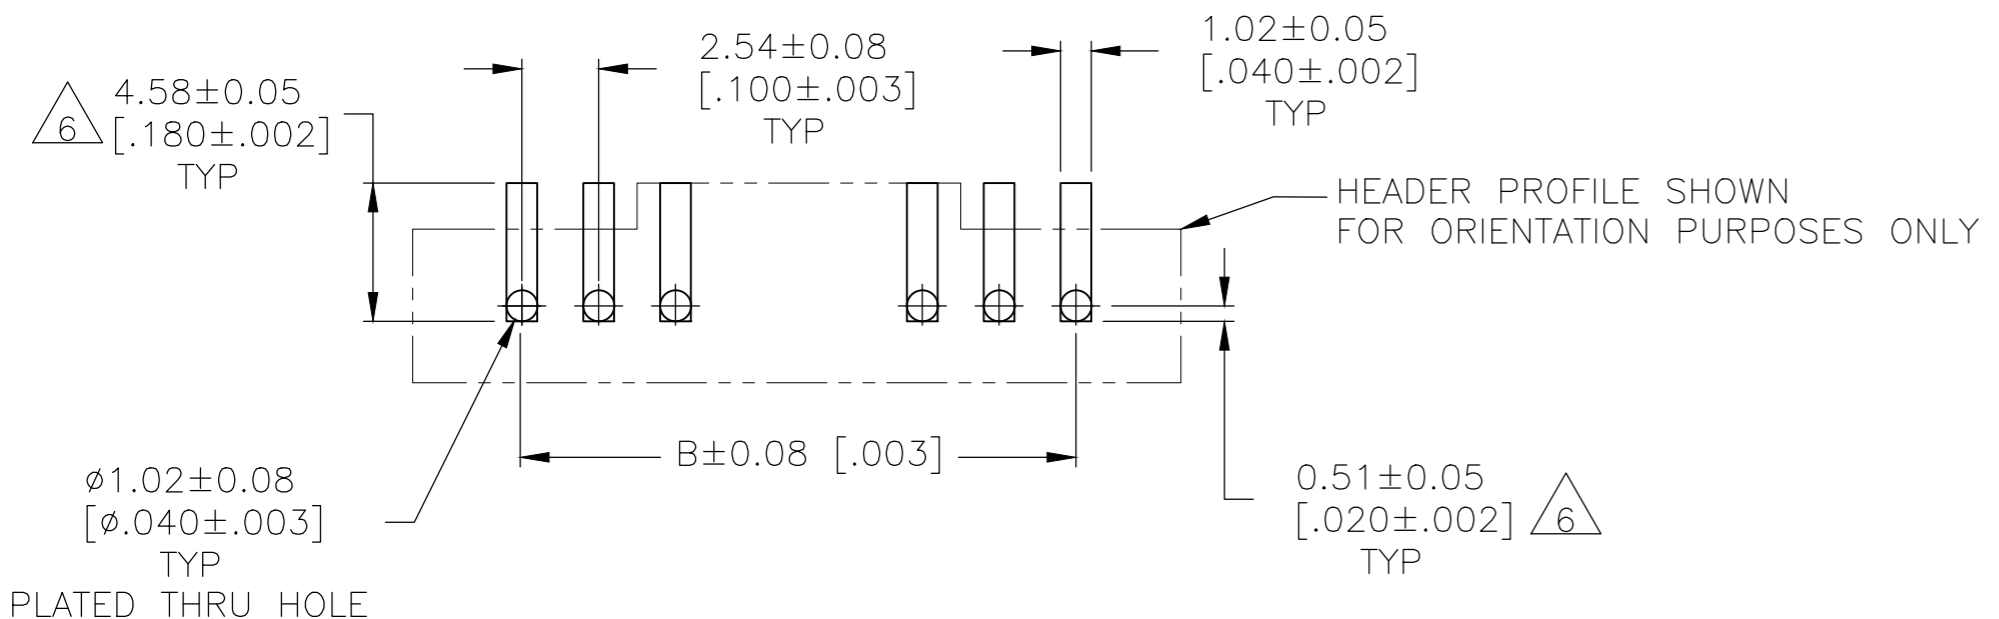 2.54±0.08
[.100±.003]
TYP
1.02±0.05
[.040±.002]
TYP
4.58±0.05
[.180±.002]
TYP
6
HEADER PROFILE SHOWN
FOR ORIENTATION PURPOSES ONLY
B±0.08 [.003]
ø1.02±0.08
[ø.040±.003]
TYP
PLATED THRU HOLE
0.51±0.05
[.020±.002]
TYP
6